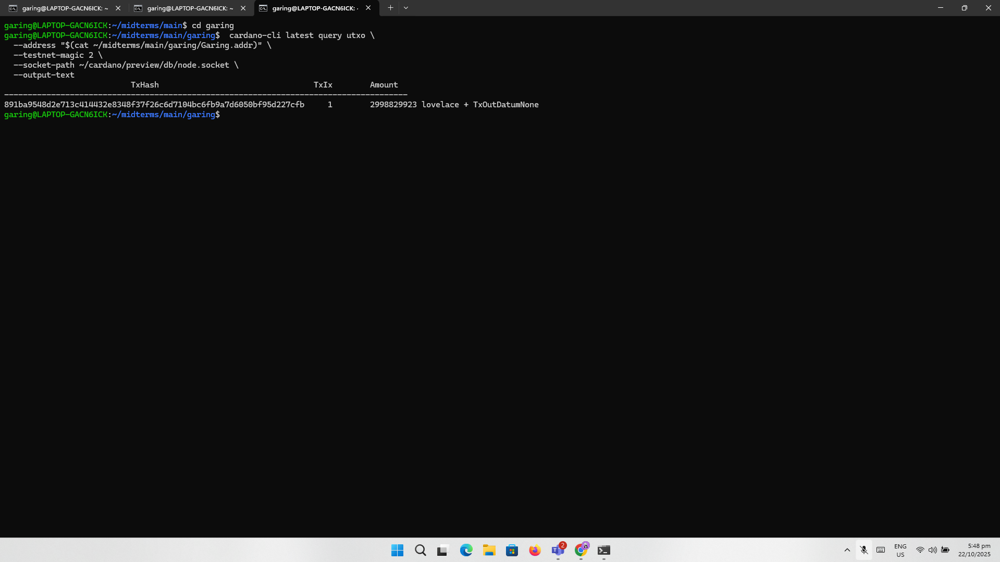 garing@LAPTOP-GACN6ICK: ~
garing@LAPTOP-GACN6ICK: ~
garing@LAPTOP-GACN6ICK:
garing@LAPTOP-GACN6ICK:~/midterms/main$ cd garing
garing@LAPTOP-GACN6ICK:~/midterms/main/garing$  cardano-cli latest query utxo \
  --address "$(cat ~/midterms/main/garing/Garing.addr)" \
  --testnet-magic 2 \
  --socket-path ~/cardano/preview/db/node.socket \
  --output-text
                           TxHash                                 TxIx        Amount
--------------------------------------------------------------------------------------
891ba9548d2e713c414432e8348f37f26c6d7104bc6fb9a7d6050bf95d227cfb     1        2998829923 lovelace + TxOutDatumNone
garing@LAPTOP-GACN6ICK:~/midterms/main/garing$
2
ENG
US
5:48 pm
22/10/2025